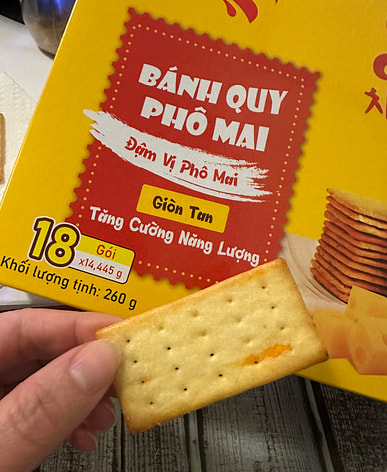 BÁNH QUY
PHÔ MAI
Đậm Vị Phô Mai
Giòn Tan
Tăng Cường Năng Lượng
18 Gói
x14,445 g
Khối lượng tịnh: 260 g